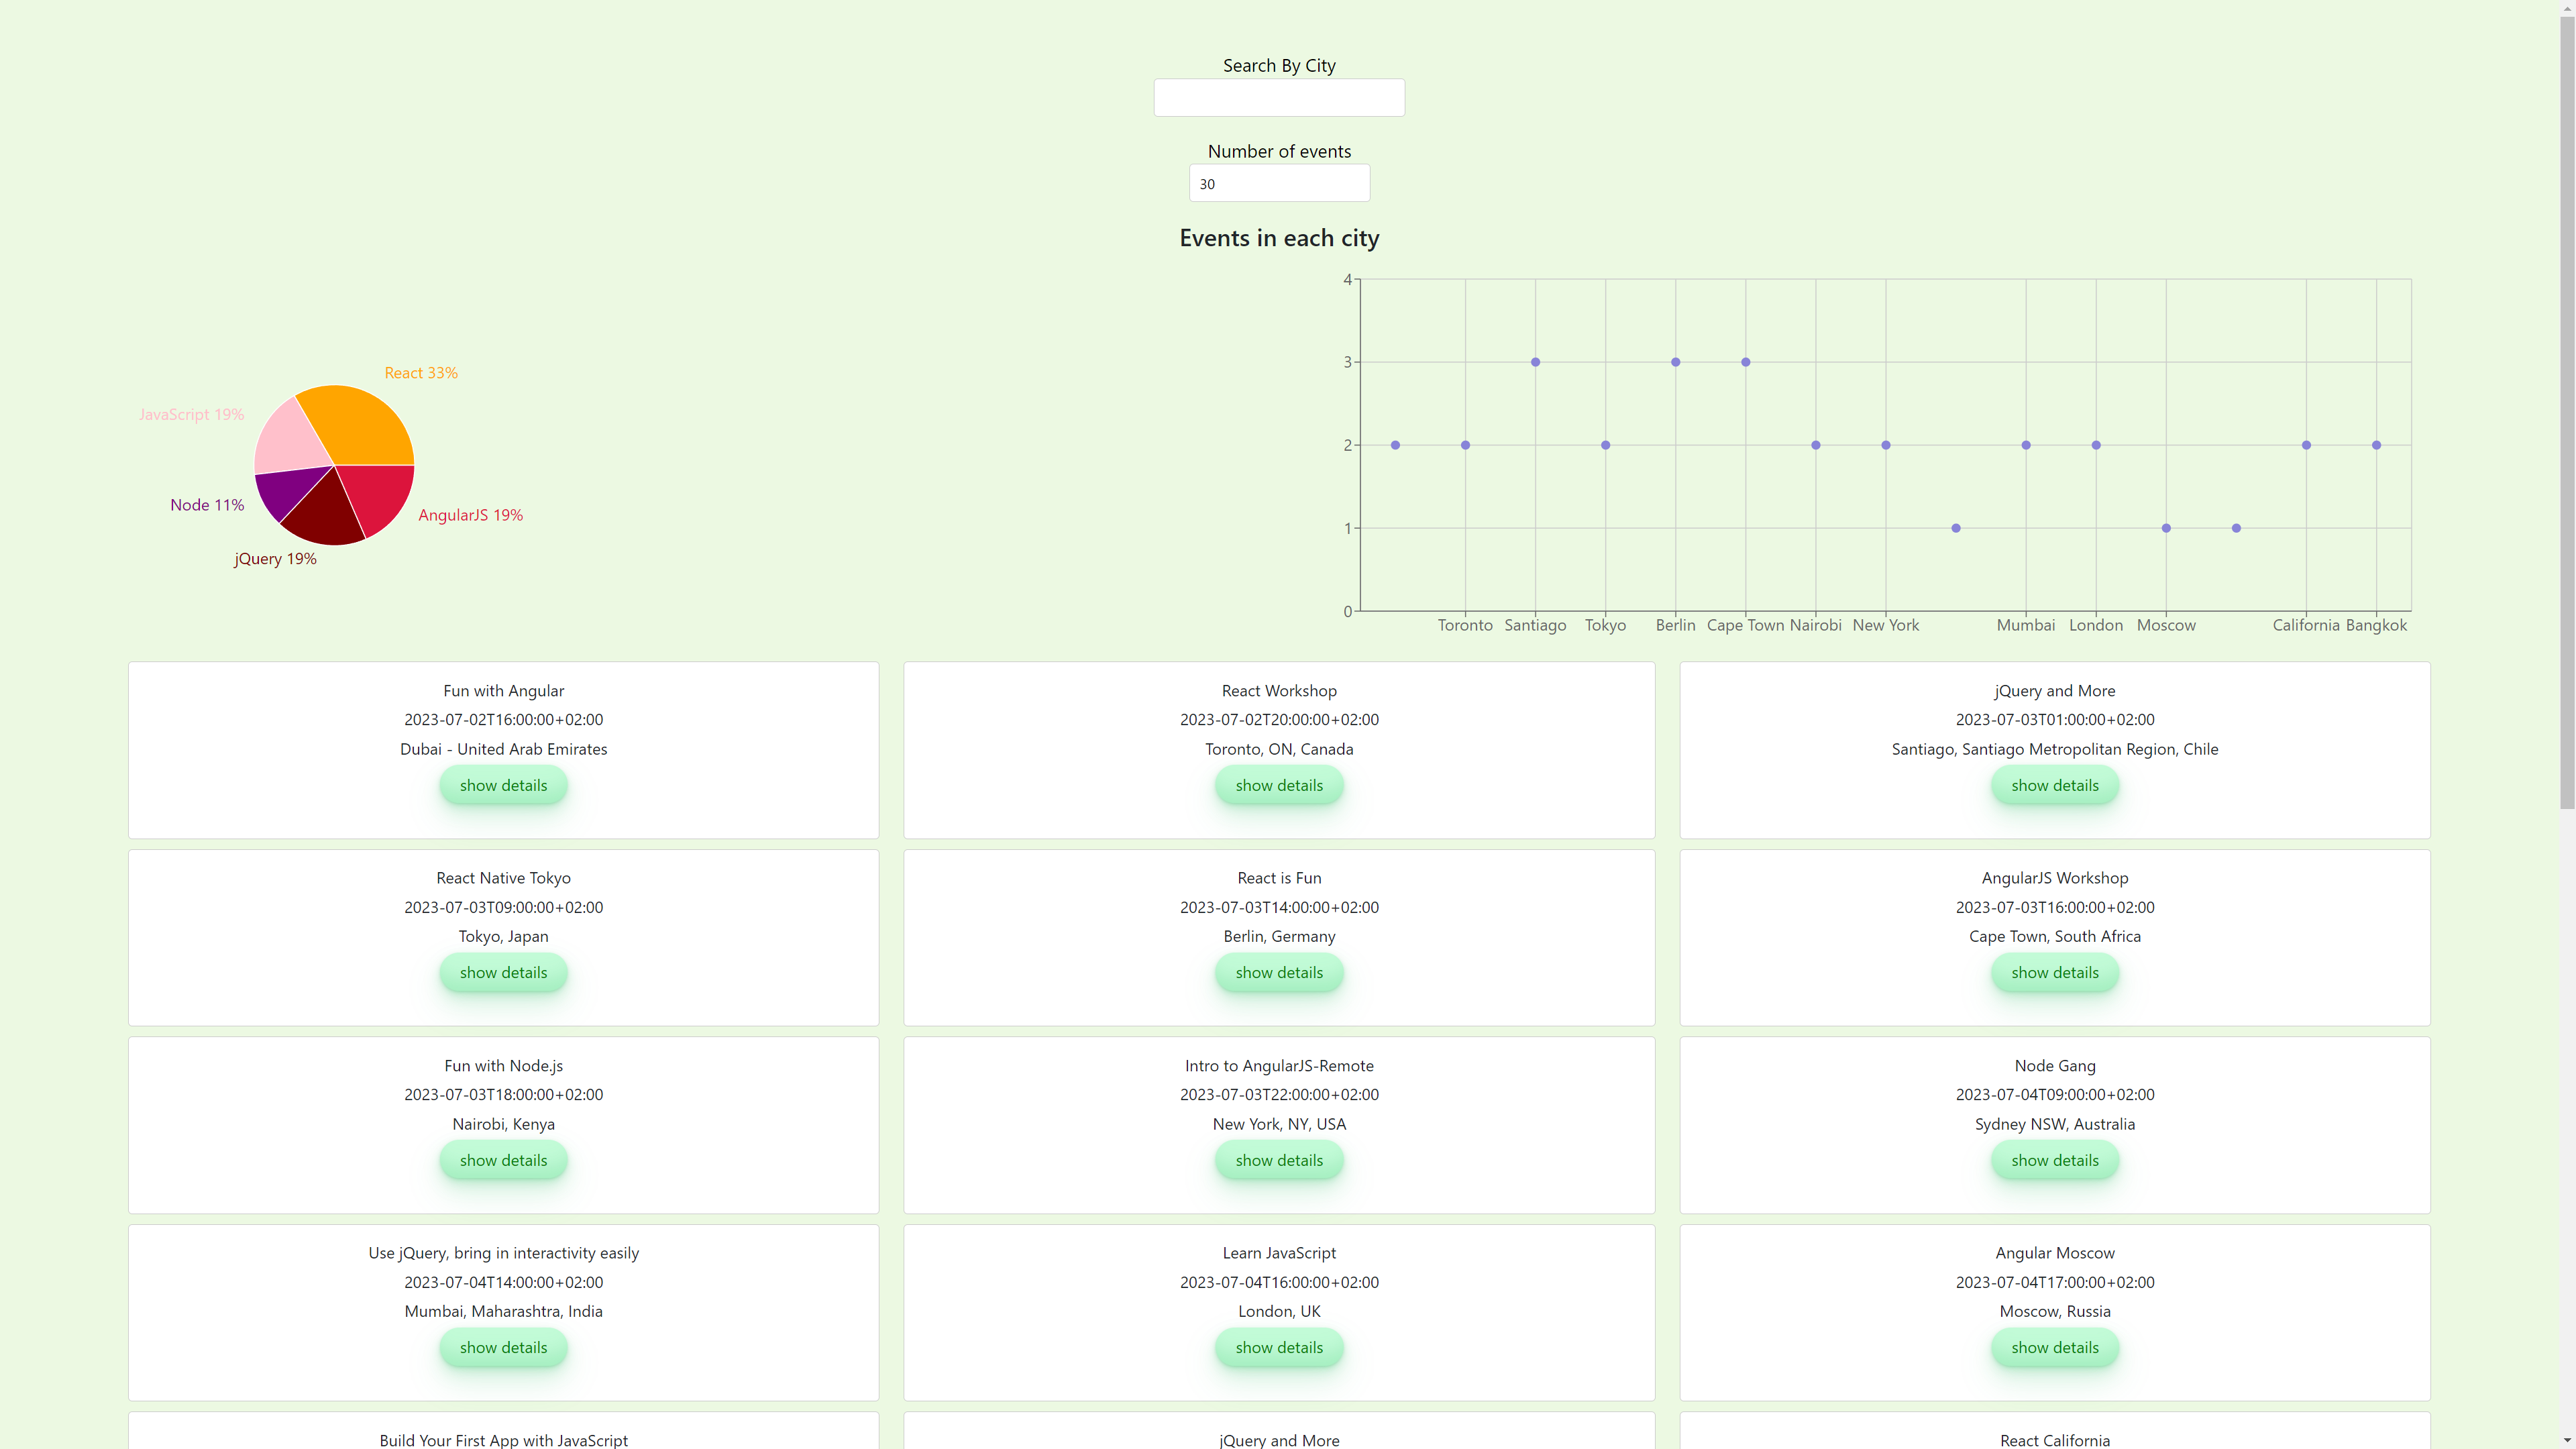 Search By City
Number of events
30
Events in each city
React 33%
JavaScript 19%
Node 11%
AngularJS 19%
jQuery 19%
4
3
2
1
0
Toronto Santiago Tokyo Berlin Cape Town Nairobi New York Mumbai London Moscow California Bangkok
Fun with Angular
2023-07-02T16:00:00+02:00
Dubai - United Arab Emirates
show details
React Workshop
2023-07-02T20:00:00+02:00
Toronto, ON, Canada
show details
jQuery and More
2023-07-03T01:00:00+02:00
Santiago, Santiago Metropolitan Region, Chile
show details
React Native Tokyo
2023-07-03T09:00:00+02:00
Tokyo, Japan
show details
React is Fun
2023-07-03T14:00:00+02:00
Berlin, Germany
show details
AngularJS Workshop
2023-07-03T16:00:00+02:00
Cape Town, South Africa
show details
Fun with Node.js
2023-07-03T18:00:00+02:00
Nairobi, Kenya
show details
Intro to AngularJS-Remote
2023-07-03T22:00:00+02:00
New York, NY, USA
show details
Node Gang
2023-07-04T09:00:00+02:00
Sydney NSW, Australia
show details
Use jQuery, bring in interactivity easily
2023-07-04T14:00:00+02:00
Mumbai, Maharashtra, India
show details
Learn JavaScript
2023-07-04T16:00:00+02:00
London, UK
show details
Angular Moscow
2023-07-04T17:00:00+02:00
Moscow, Russia
show details
Build Your First App with JavaScript
jQuery and More
React California